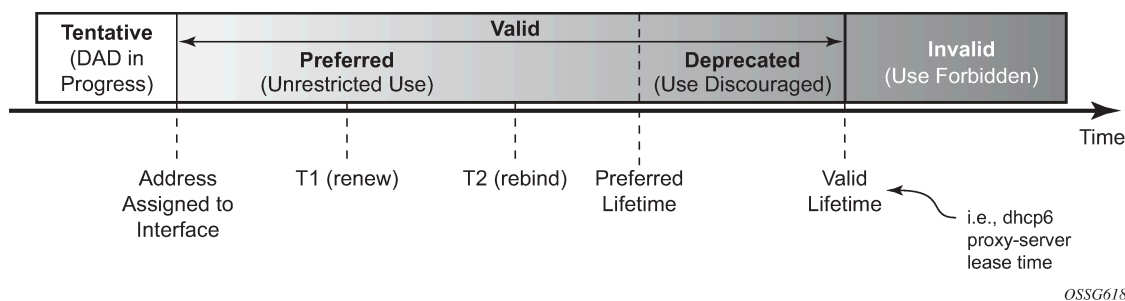 Tentative
(DAD in
Progress)
Valid
Preferred
(Unrestricted Use)
Deprecated
(Use Discouraged)
Invalid
(Use Forbidden)
Time
Address
Assigned to
Interface
T1 (renew)
T2 (rebind)
Preferred
Lifetime
Valid
Lifetime
i.e., dhcp6
proxy-server
lease time
OSSG618